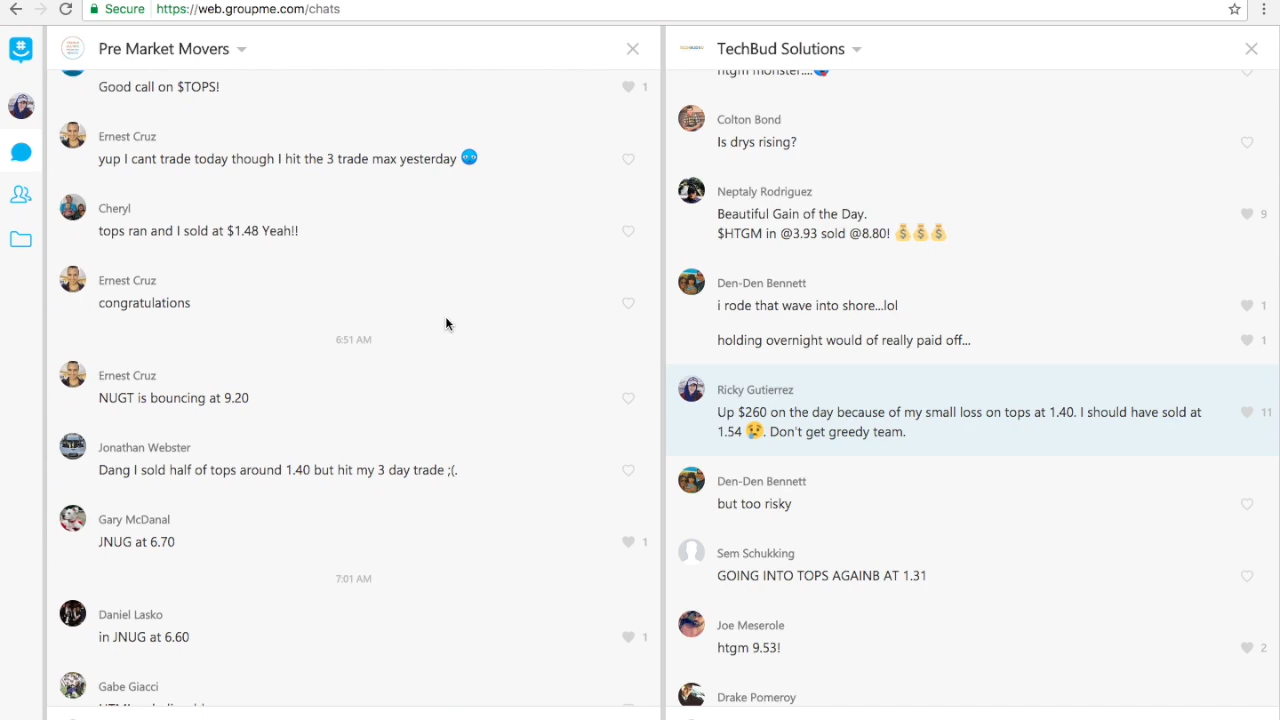 Secure https://web.groupme.com/chats
Pre Market Movers
Good call on $TOPS!
1
Ernest Cruz
yup I cant trade today though I hit the 3 trade max yesterday
Cheryl
tops ran and I sold at $1.48 Yeah!!
Ernest Cruz
congratulations
6:51 AM
Ernest Cruz
NUGT is bouncing at 9.20
Jonathan Webster
Dang I sold half of tops around 1.40 but hit my 3 day trade ;(.
Gary McDanal
JNUG at 6.70
1
7:01 AM
Daniel Lasko
in JNUG at 6.60
1
Gabe Giacci
TechBud Solutions
htgm monster....
Colton Bond
Is drys rising?
Neptaly Rodriguez
Beautiful Gain of the Day.
9
$HTGM in @3.93 sold @8.80!
Den-Den Bennett
i rode that wave into shore...lol
1
holding overnight would of really paid off...
1
Ricky Gutierrez
Up $260 on the day because of my small loss on tops at 1.40. I should have sold at
11
1.54 . Don't get greedy team.
Den-Den Bennett
but too risky
Sem Schukking
GOING INTO TOPS AGAINB AT 1.31
Joe Meserole
htgm 9.53!
2
Drake Pomeroy